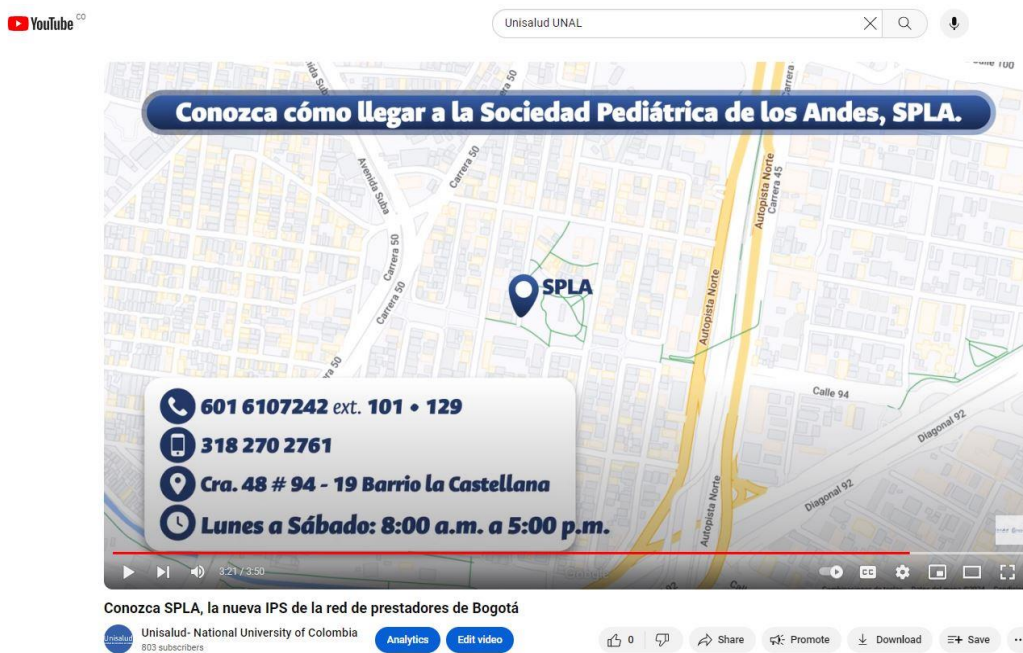 YouTube CO
Unisalud UNAL
Calle 100
Conozca cómo llegar a la Sociedad Pediátrica de los Andes, SPLA.
Carrera 50
Avenida Suba
Carrera 50
Autopista Norte
Carrera 45
Carrera 50
SPLA
Carrera 50
Autopista Norte
Calle 94
Diagonal 92
601 6107242 ext. 101 • 129
318 270 2761
Cra. 48 # 94 - 19 Barrio la Castellana
Diagonal 92
Autopista Norte
Lunes a Sábado: 8:00 a.m. a 5:00 p.m.
3:21 / 3:50
CC
Conozca SPLA, la nueva IPS de la red de prestadores de Bogotá
Unisalud
Unisalud- National University of Colombia
803 subscribers
Analytics
Edit video
0
Share
Promote
Download
Save